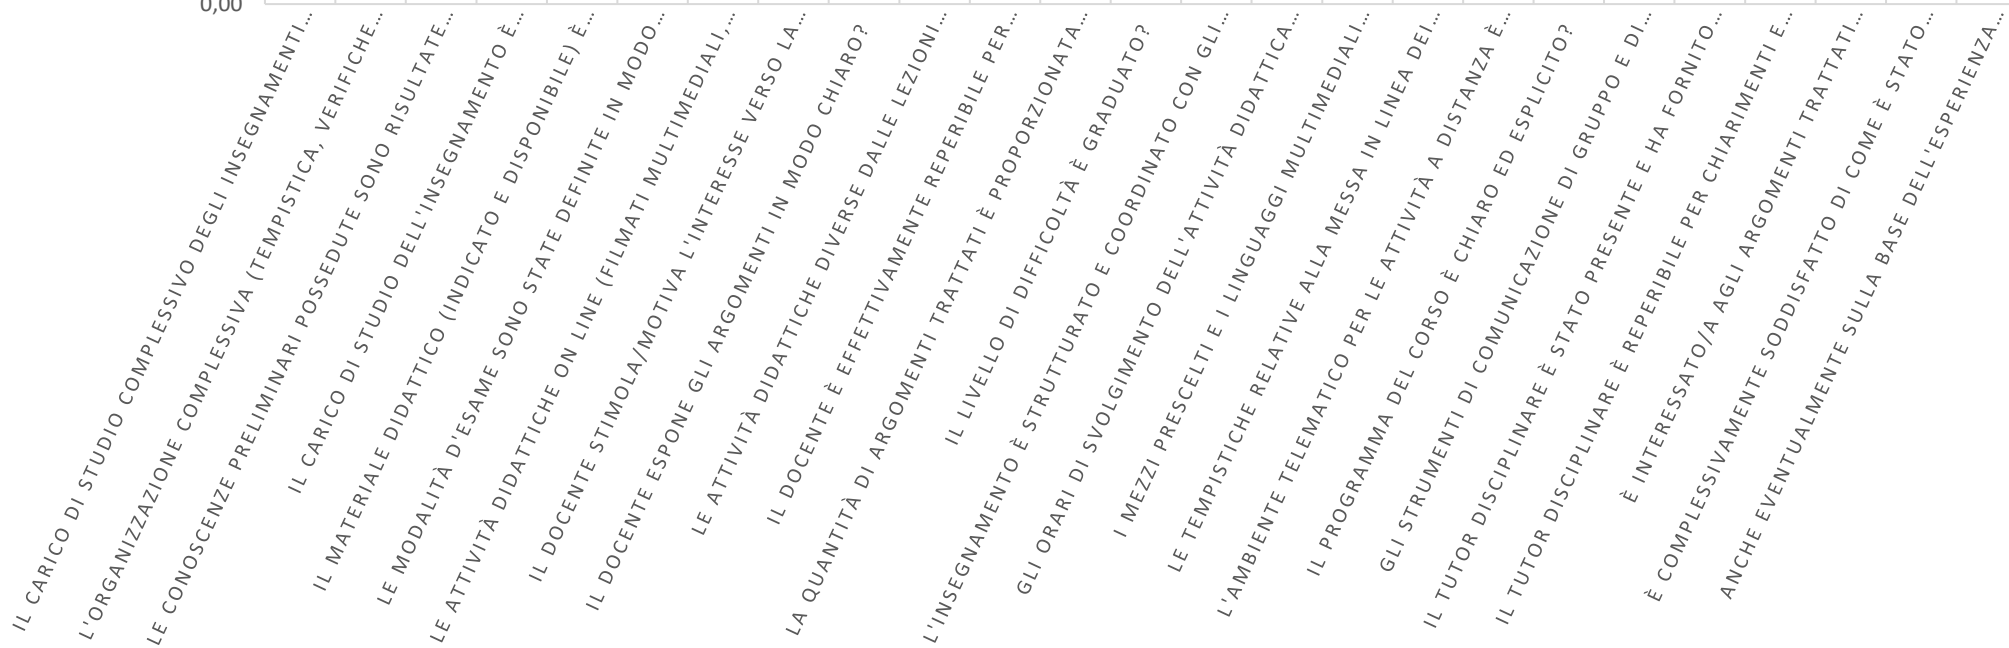 0,00
IL CARICO DI STUDIO COMPLESSIVO DEGLI INSEGNAMENTI…
L'ORGANIZZAZIONE COMPLESSIVA (TEMPISTICA, VERIFICHE…
LE CONOSCENZE PRELIMINARI POSSEDUTE SONO RISULTATE…
IL CARICO DI STUDIO DELL'INSEGNAMENTO È…
IL MATERIALE DIDATTICO (INDICATO E DISPONIBILE) È…
LE MODALITÀ D'ESAME SONO STATE DEFINITE IN MODO…
LE ATTIVITÀ DIDATTICHE ON LINE (FILMATI MULTIMEDIALI,…
IL DOCENTE STIMOLA/MOTIVA L'INTERESSE VERSO LA…
IL DOCENTE ESPONE GLI ARGOMENTI IN MODO CHIARO?
LE ATTIVITÀ DIDATTICHE DIVERSE DALLE LEZIONI…
IL DOCENTE È EFFETTIVAMENTE REPERIBILE PER…
LA QUANTITÀ DI ARGOMENTI TRATTATI È PROPORZIONATA…
IL LIVELLO DI DIFFICOLTÀ È GRADUATO?
L'INSEGNAMENTO È STRUTTURATO E COORDINATO CON GLI…
GLI ORARI DI SVOLGIMENTO DELL'ATTIVITÀ DIDATTICA…
I MEZZI PRESCELTI E I LINGUAGGI MULTIMEDIALI…
LE TEMPISTICHE RELATIVE ALLA MESSA IN LINEA DEI…
L'AMBIENTE TELEMATICO PER LE ATTIVITÀ A DISTANZA È…
IL PROGRAMMA DEL CORSO È CHIARO ED ESPLICITO?
GLI STRUMENTI DI COMUNICAZIONE DI GRUPPO E DI…
IL TUTOR DISCIPLINARE È STATO PRESENTE E HA FORNITO…
IL TUTOR DISCIPLINARE È REPERIBILE PER CHIARIMENTI E…
È INTERESSATO/A AGLI ARGOMENTI TRATTATI…
È COMPLESSIVAMENTE SODDISFATTO DI COME È STATO…
ANCHE EVENTUALMENTE SULLA BASE DELL'ESPERIENZA…